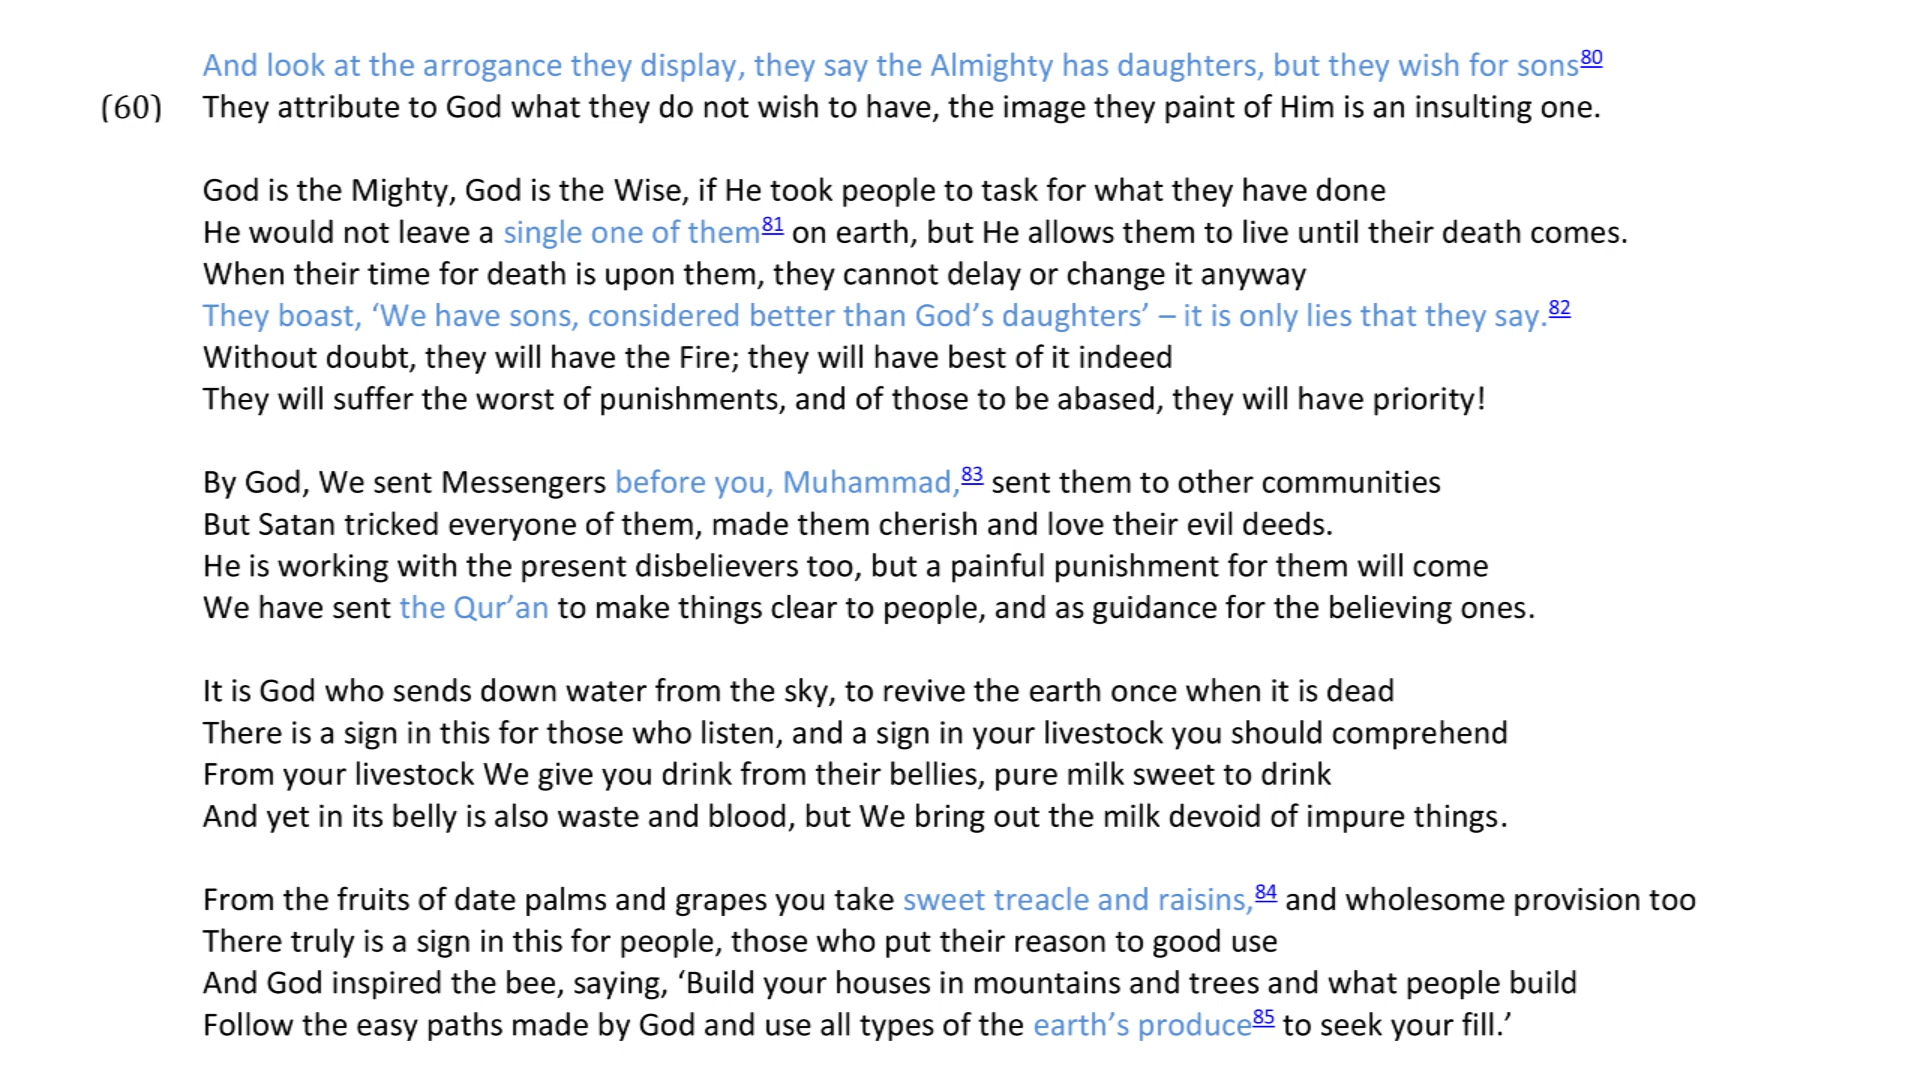 And look at the arrogance they display, they say the Almighty has daughters, but they wish for sons80
(60) They attribute to God what they do not wish to have, the image they paint of Him is an insulting one.
God is the Mighty, God is the Wise, if He took people to task for what they have done
He would not leave a single one of them81 on earth, but He allows them to live until their death comes.
When their time for death is upon them, they cannot delay or change it anyway
They boast, ‘We have sons, considered better than God’s daughters’ – it is only lies that they say.82
Without doubt, they will have the Fire; they will have best of it indeed
They will suffer the worst of punishments, and of those to be abased, they will have priority!
By God, We sent Messengers before you, Muhammad,83 sent them to other communities
But Satan tricked everyone of them, made them cherish and love their evil deeds.
He is working with the present disbelievers too, but a painful punishment for them will come
We have sent the Qur’an to make things clear to people, and as guidance for the believing ones.
It is God who sends down water from the sky, to revive the earth once when it is dead
There is a sign in this for those who listen, and a sign in your livestock you should comprehend
From your livestock We give you drink from their bellies, pure milk sweet to drink
And yet in its belly is also waste and blood, but We bring out the milk devoid of impure things.
From the fruits of date palms and grapes you take sweet treacle and raisins,84 and wholesome provision too
There truly is a sign in this for people, those who put their reason to good use
And God inspired the bee, saying, ‘Build your houses in mountains and trees and what people build
Follow the easy paths made by God and use all types of the earth’s produce85 to seek your fill.’